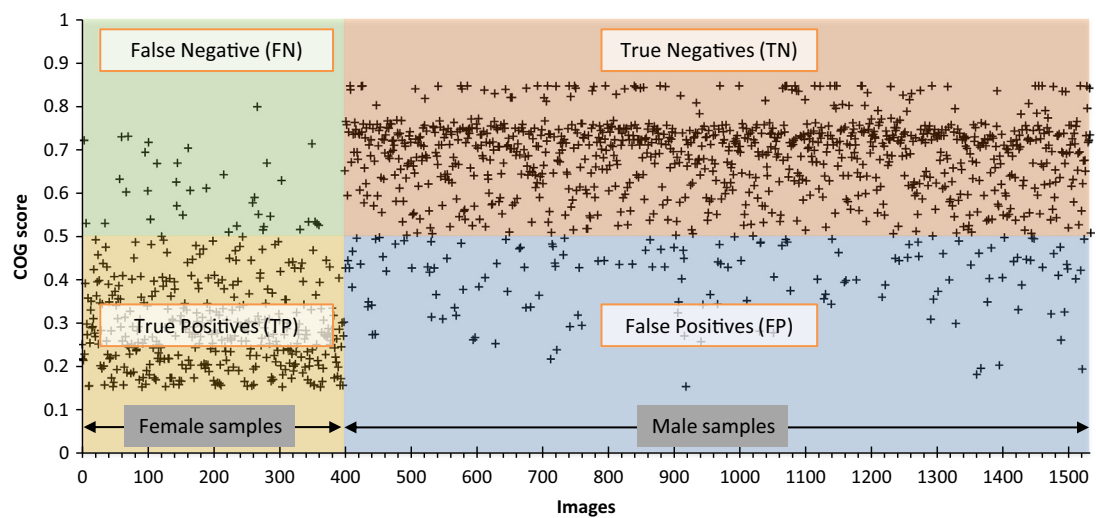 1
False Negative (FN)
True Negatives (TN)
0.9
0.8
0.7
0.6
COG score
0.5
0.4
True Positives (TP)
False Positives (FP)
0.3
0.2
0.1
Female samples
Male samples
0
0 100 200 300 400 500 600 700 800 900 1000 1100 1200 1300 1400 1500
Images